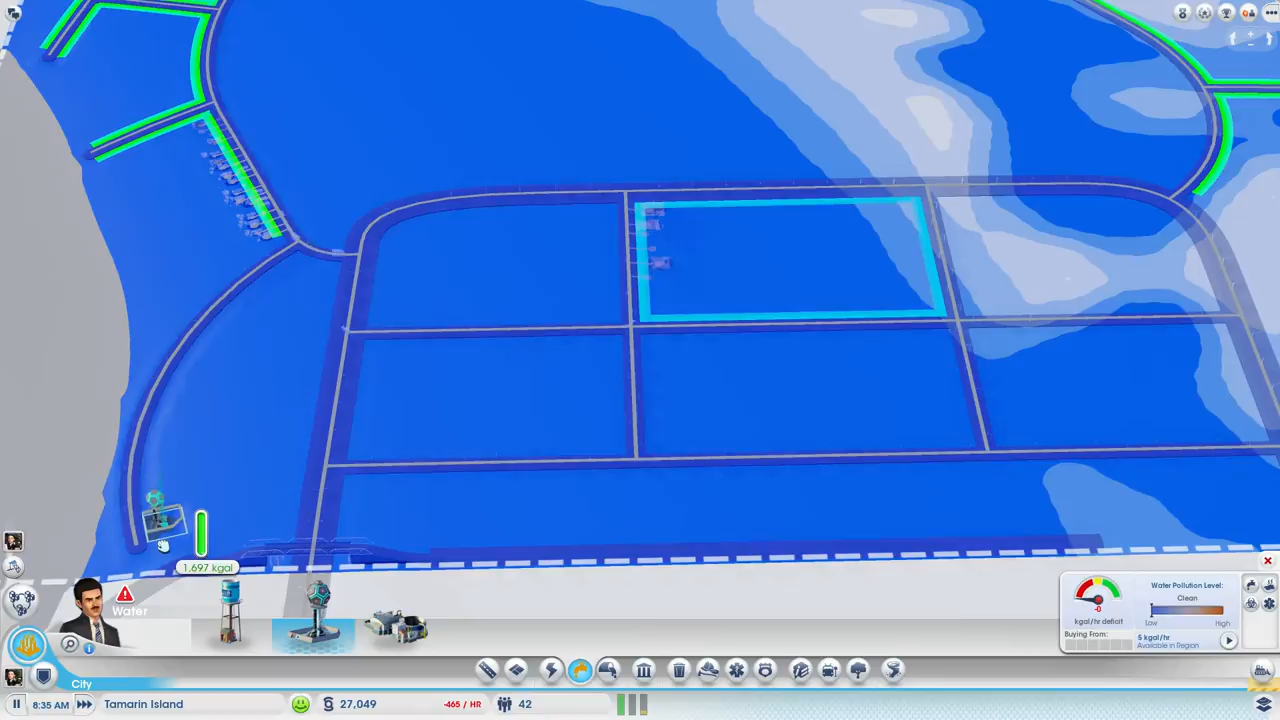 1.697 kgal
Water
Water Pollution Level:
Clean
Low
High
-0
kgal/hr deficit
Buying From:
5 kgal/hr
Available in Region
City
8:35 AM
Tamarin Island
27,049
-465 / HR
42